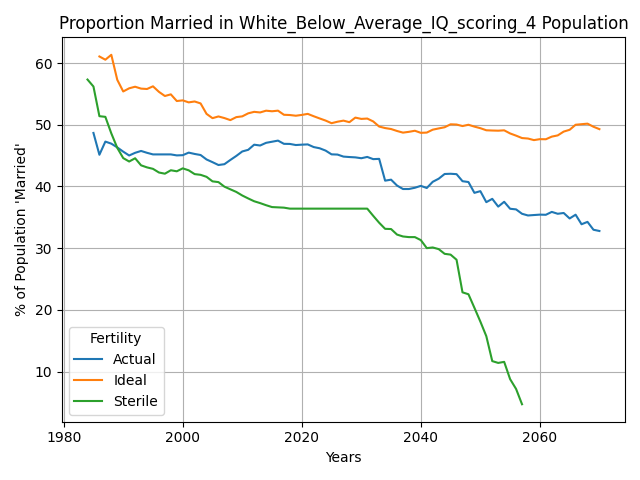 Proportion Married in White_Below_Average_IQ_scoring_4 Population
% of Population 'Married'
60
50
40
30
20
10
Fertility
Actual
Ideal
Sterile
1980
2000
2020
2040
2060
Years